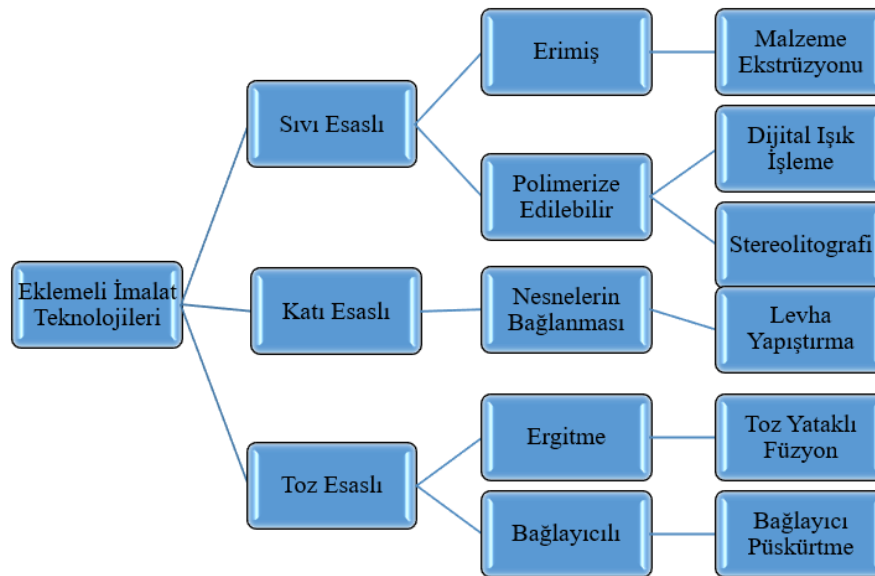 Eklemeli İmalat
Teknolojileri
Sıvı Esaslı
Erimiş
Malzeme
Ekstrüzyonu
Polimerize
Edilebilir
Dijital Işık
İşleme
Stereolitografi
Katı Esaslı
Nesnelerin
Bağlanması
Levha
Yapıştırma
Toz Esaslı
Ergitme
Toz Yataklı
Füzyon
Bağlayıcılı
Bağlayıcı
Püskürtme